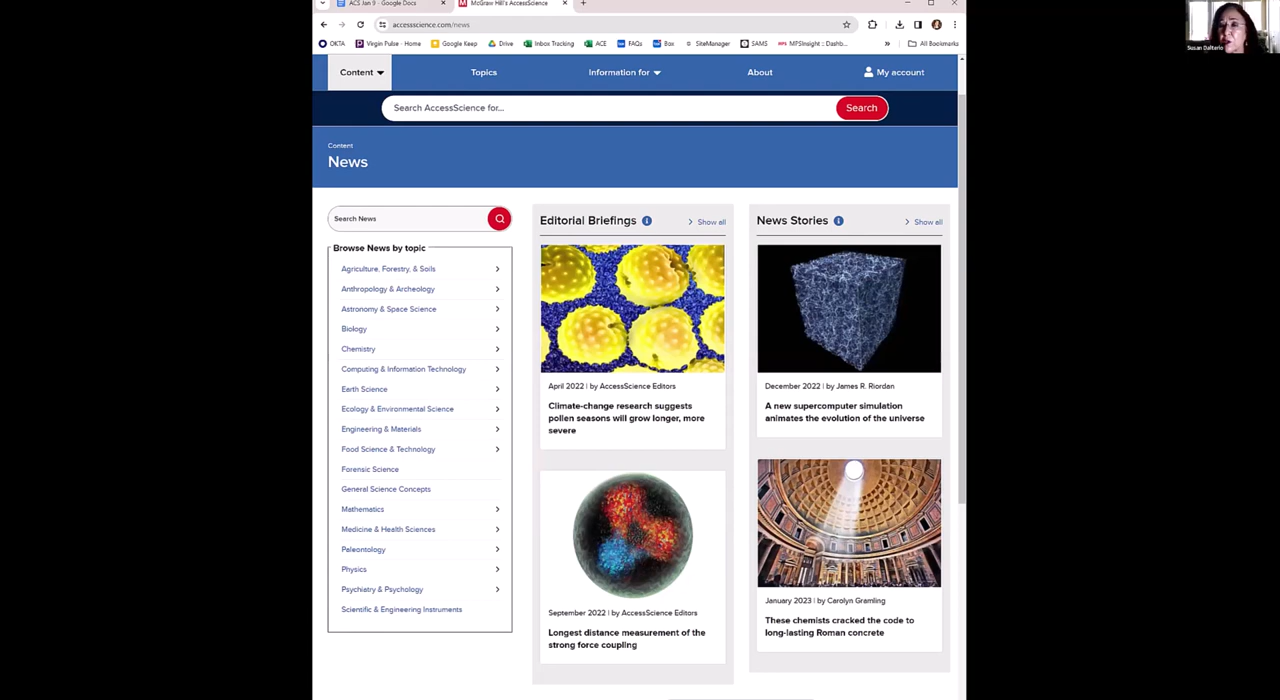 ACS Jan 9 - Google Docs
McGraw Hill's AccessScience
accessscience.com/news
OKTA
Virgin Pulse - Home
Google Keep
Drive
Inbox Tracking
ACE
FAQs
Box
SiteManager
SAMS
MPSInsight :: Dashb...
All Bookmarks
Susan Dalterio
Content
Topics
Information for
About
My account
Search AccessScience for...
Search
Content
News
Search News
Browse News by topic
Agriculture, Forestry, & Soils
Anthropology & Archeology
Astronomy & Space Science
Biology
Chemistry
Computing & Information Technology
Earth Science
Ecology & Environmental Science
Engineering & Materials
Food Science & Technology
Forensic Science
General Science Concepts
Mathematics
Medicine & Health Sciences
Paleontology
Physics
Psychiatry & Psychology
Scientific & Engineering Instruments
Editorial Briefings
Show all
April 2022 | by AccessScience Editors
Climate-change research suggests
pollen seasons will grow longer, more
severe
September 2022 | by AccessScience Editors
Longest distance measurement of the
strong force coupling
News Stories
Show all
December 2022 | by James R. Riordan
A new supercomputer simulation
animates the evolution of the universe
January 2023 | by Carolyn Gramling
These chemists cracked the code to
long-lasting Roman concrete